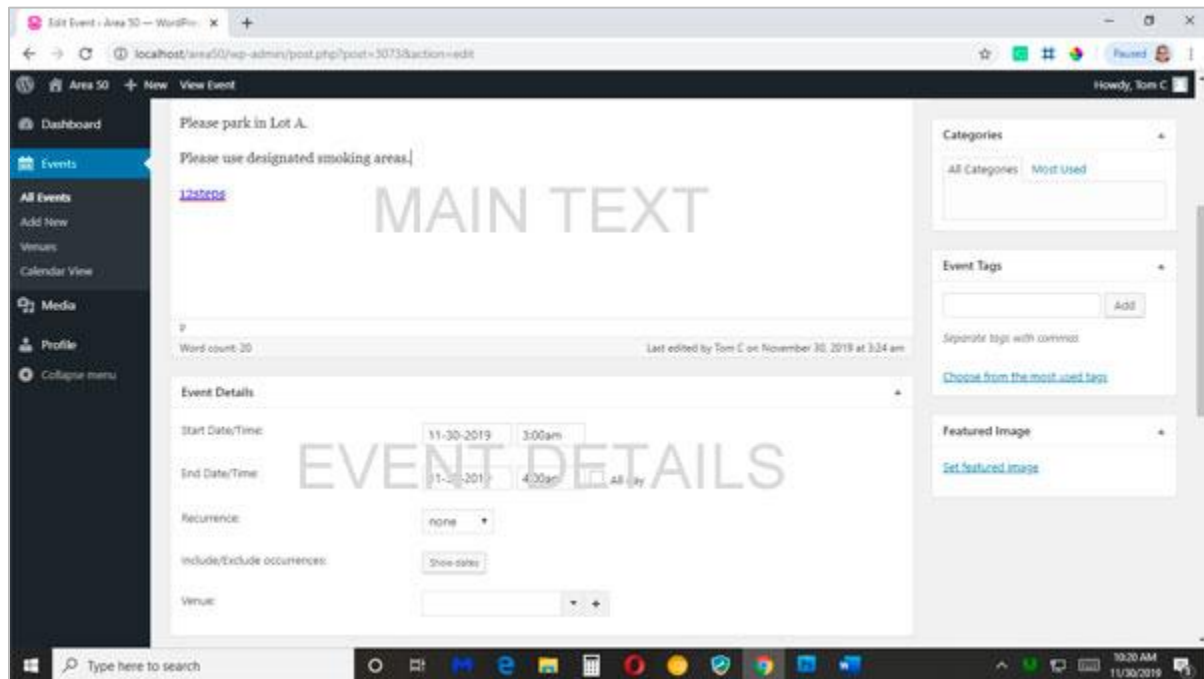 Edit Event ‹ Area 50 — WordPre
localhost/area50/wp-admin/post.php?post=3073&action=edit
Paused
Area 50 + New View Event
Howdy, Tom C
Dashboard
Events
All Events
Add New
Venues
Calendar View
Media
Profile
Collapse menu
Please park in Lot A.
Please use designated smoking areas.
12steps
MAIN TEXT
P
Word count: 20
Last edited by Tom C on November 30, 2019 at 3:24 am
Event Details
Start Date/Time: 11-30-2019 3:00am
End Date/Time: 4:00am All day
EVENT DETAILS
Recurrence: none
Include/Exclude occurrences: Show dates
Venue:
Categories
All Categories Most Used
Event Tags
Add
Separate tags with commas
Choose from the most used tags
Featured Image
Set featured image
Type here to search
10:20 AM
11/30/2019